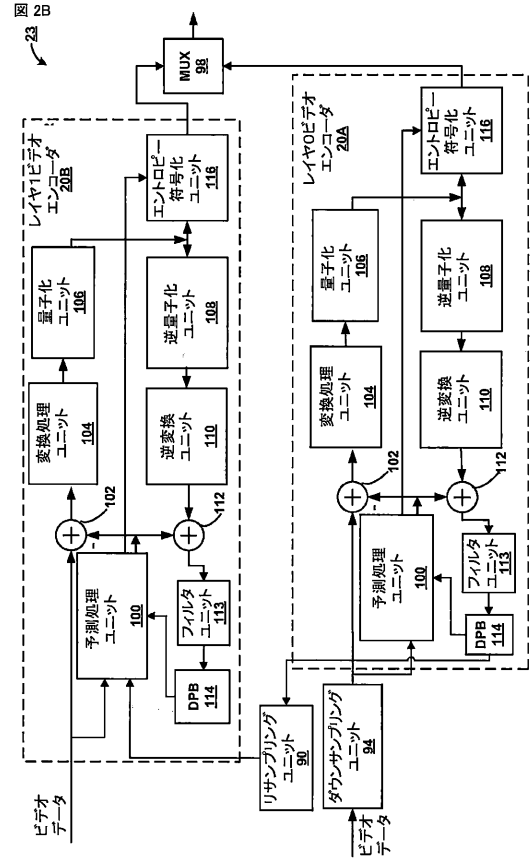 図 2B
23
MUX
98
レイヤ1ビデオ
エンコーダ
20B
エントロピー
符号化
ユニット
116
量子化
ユニット
106
逆量子化
ユニット
108
変換処理
ユニット
104
逆変換
ユニット
110
102
112
予測処理
ユニット
100
フィルタ
ユニット
113
DPB
114
ビデオ
データ
レイヤ0ビデオ
エンコーダ
20A
エントロピー
符号化
ユニット
116
量子化
ユニット
106
逆量子化
ユニット
108
変換処理
ユニット
104
逆変換
ユニット
110
102
112
予測処理
ユニット
100
フィルタ
ユニット
113
DPB
114
リサンプリング
ユニット
90
ダウンサンプリング
ユニット
94
ビデオ
データ